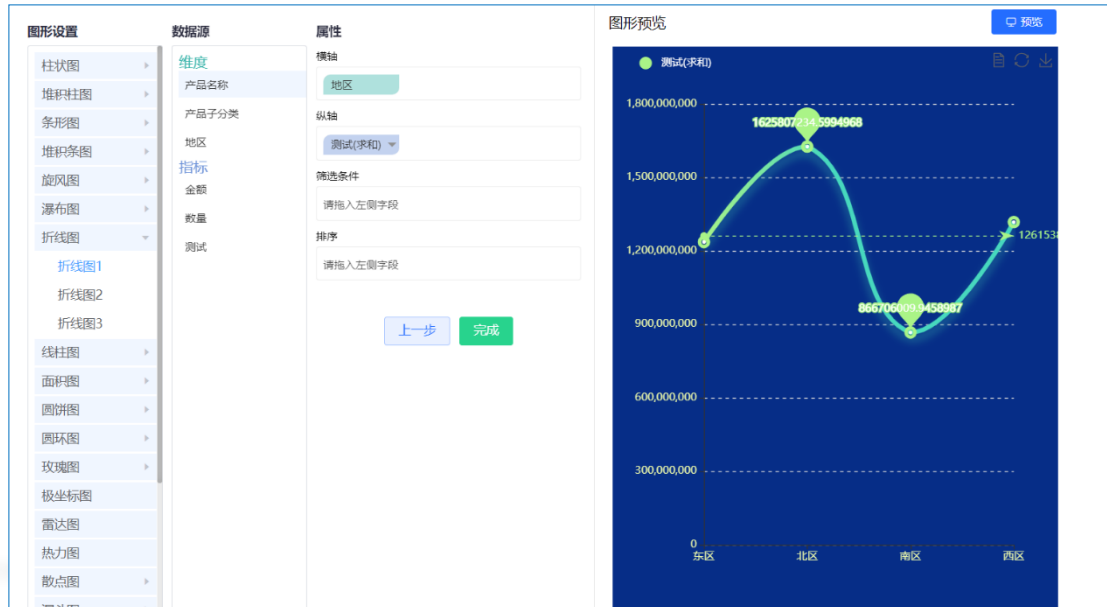 图形设置
柱状图
堆积柱图
条形图
堆积条图
旋风图
瀑布图
折线图
折线图1
折线图2
折线图3
线柱图
面积图
圆饼图
圆环图
玫瑰图
极坐标图
雷达图
热力图
散点图
数据源
维度
产品名称
产品子分类
地区
指标
金额
数量
测试
属性
横轴
地区
纵轴
测试(求和)
筛选条件
请拖入左侧字段
排序
请拖入左侧字段
上一步 完成
图形预览
预览
测试(求和)
1,800,000,000
1625807234.5994968
1,500,000,000
1261538
1,200,000,000
866706009.9458987
900,000,000
600,000,000
300,000,000
0
东区 北区 南区 西区